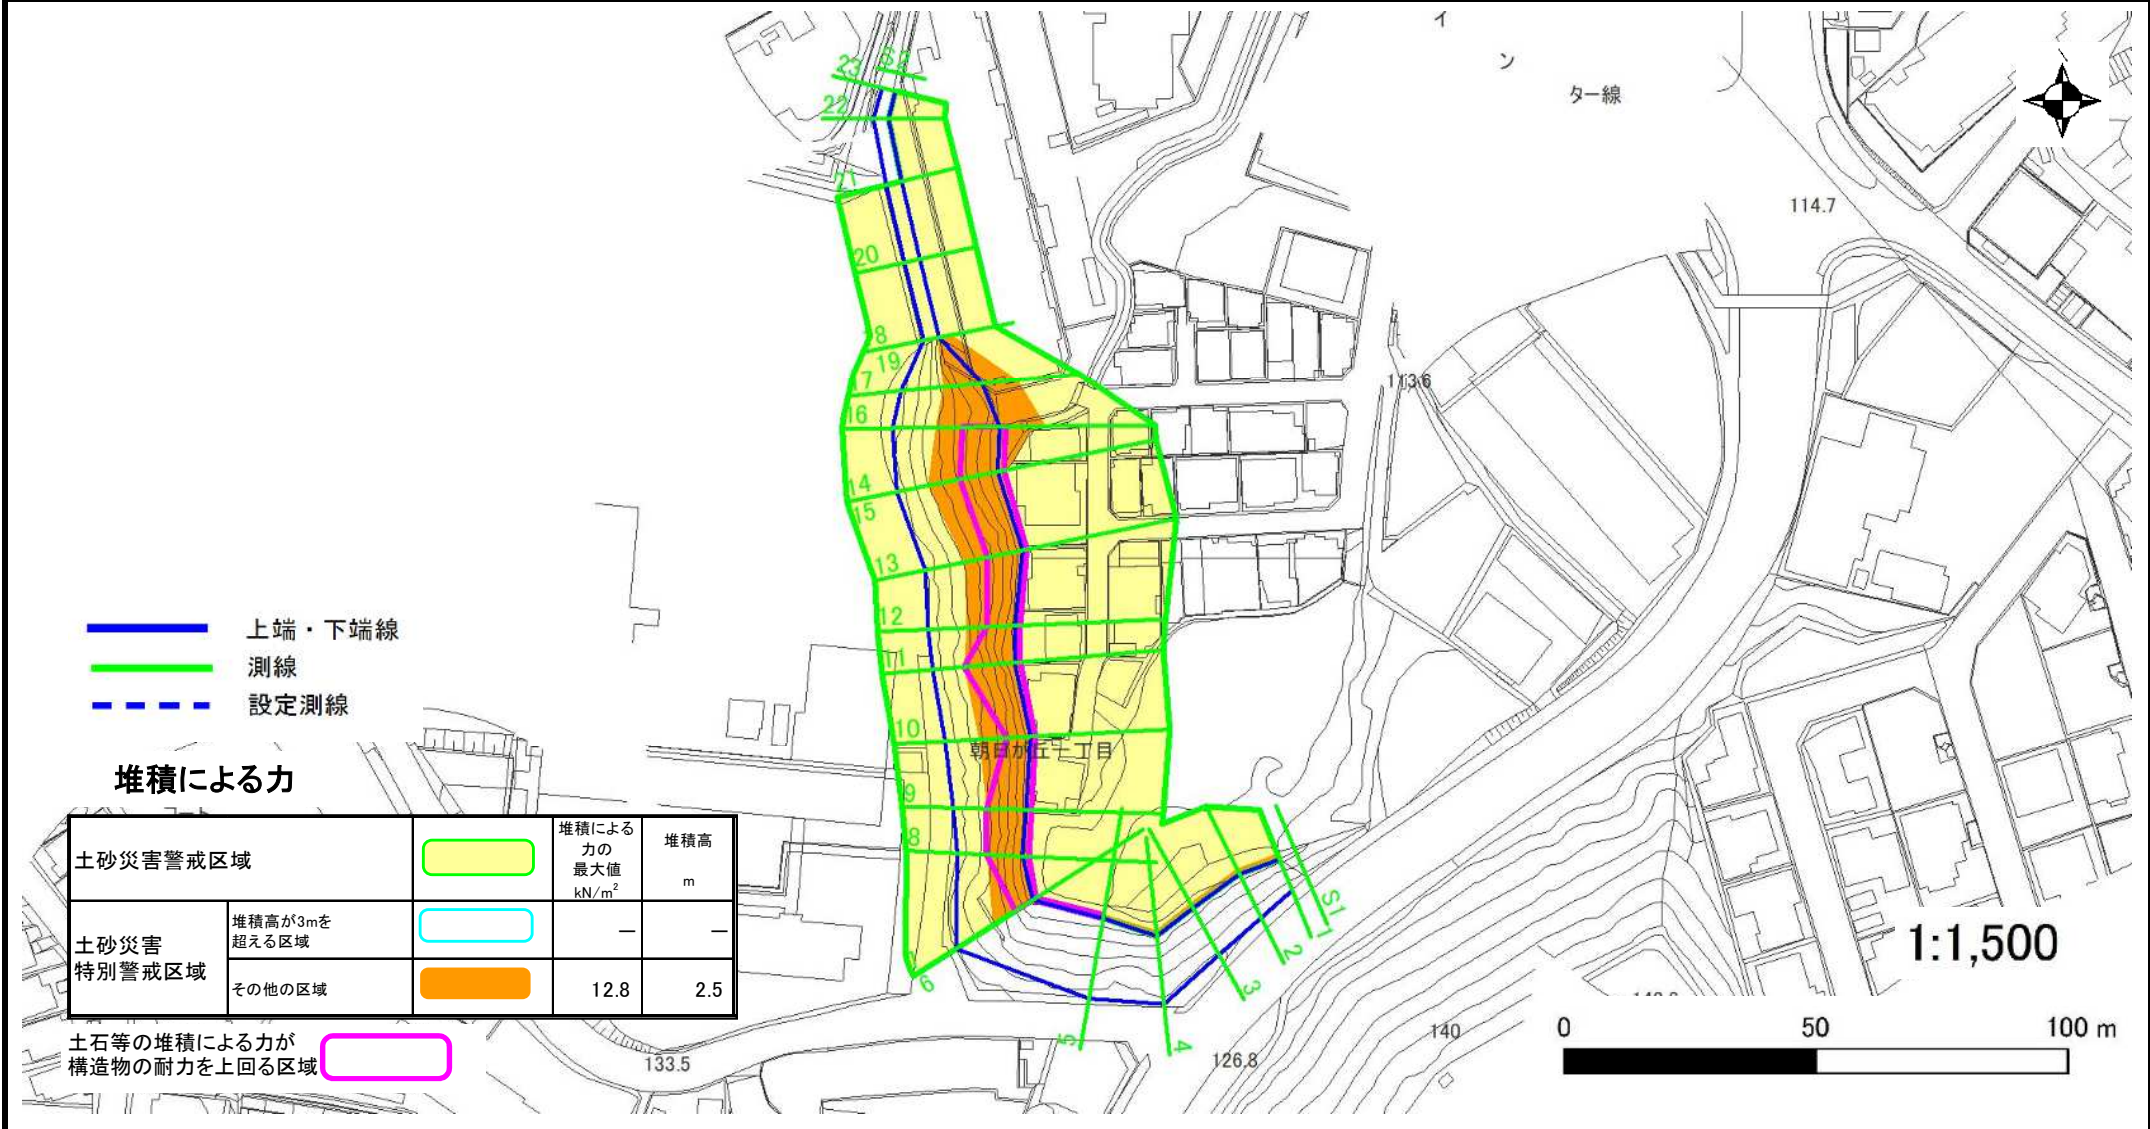 イ
ン
ター線
114.7
113.6
23
S2
22
21
20
18
19
17
16
14
15
13
12
11
10
朝日が丘一丁目
9
8
6
5
4
3
2
1
S1
上端・下端線
測線
設定測線
堆積による力
土砂災害警戒区域
堆積による
力の
最大値
kN/m²
堆積高
m
土砂災害
特別警戒区域
堆積高が3mを
超える区域
—
—
その他の区域
12.8
2.5
土石等の堆積による力が
構造物の耐力を上回る区域
133.5
126.8
140
1:1,500
0
50
100 m